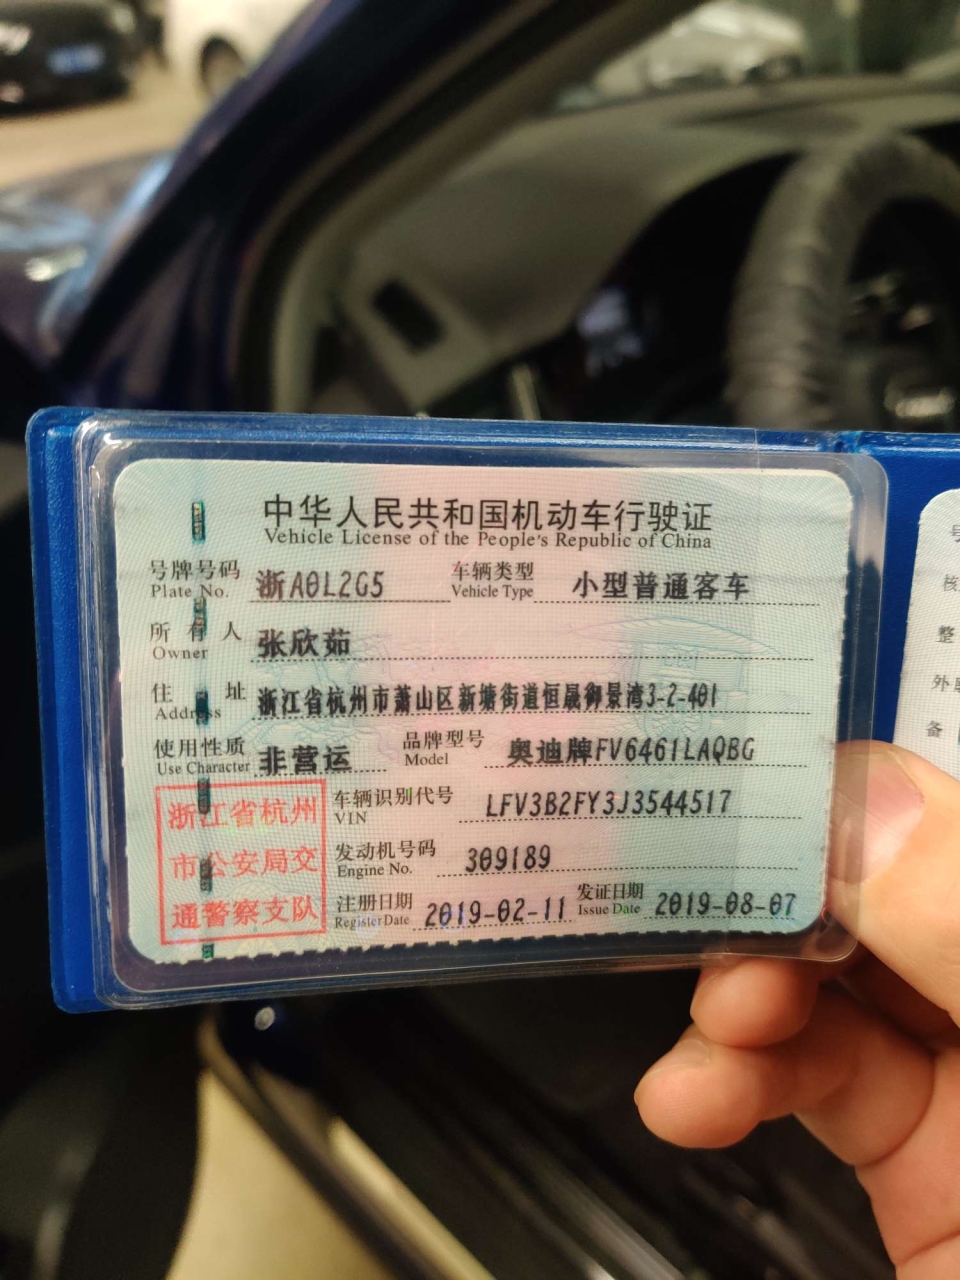 中华人民共和国机动车行驶证
Vehicle License of the People's Republic of China
号牌号码 浙A0L2G5 车辆类型 小型普通客车
Plate No. Vehicle Type
所有人 张欣茹
Owner
住址 浙江省杭州市萧山区新塘街道恒晟御景湾3-2-401
Address
使用性质 非营运 品牌型号 奥迪牌FV6461LAQBG
Use Character Model
浙江省杭州
市公安局交
通警察支队
车辆识别代号 LFV3B2FY3J3544517
VIN
发动机号码 309189
Engine No.
注册日期 2019-02-11 发证日期 2019-08-07
Register Date Issue Date
号
核
整
外
备